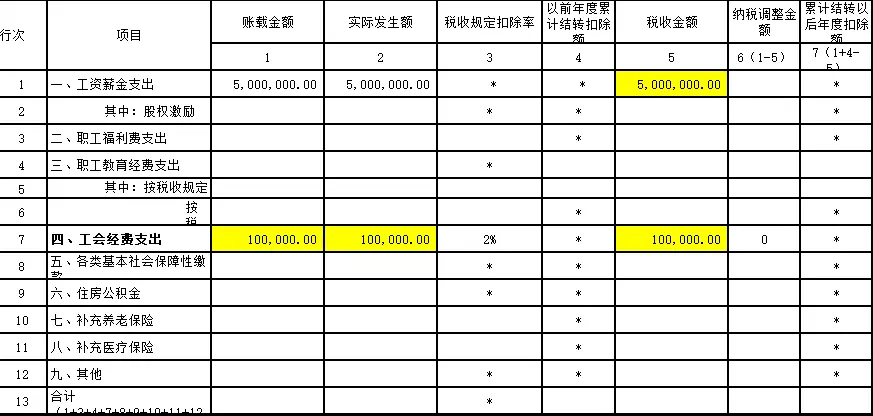 行次 项目 账载金额 实际发生额 税收规定扣除率 以前年度累计结转扣除额 税收金额 纳税调整金额 累计结转以后年度扣除额
1 2 3 4 5 6（1-5） 7（1+4-5）
1 一、工资薪金支出 5,000,000.00 5,000,000.00 * * 5,000,000.00 *
2 其中：股权激励 * * *
3 二、职工福利费支出 * *
4 三、职工教育经费支出 *
5 其中：按税收规定
6 按税 * *
7 四、工会经费支出 100,000.00 100,000.00 2% * 100,000.00 0 *
8 五、各类基本社会保障性缴款 * * *
9 六、住房公积金 * * *
10 七、补充养老保险 * *
11 八、补充医疗保险 * *
12 九、其他 * * *
13 合计（1+3+4+7+8+9+10+11+12 *